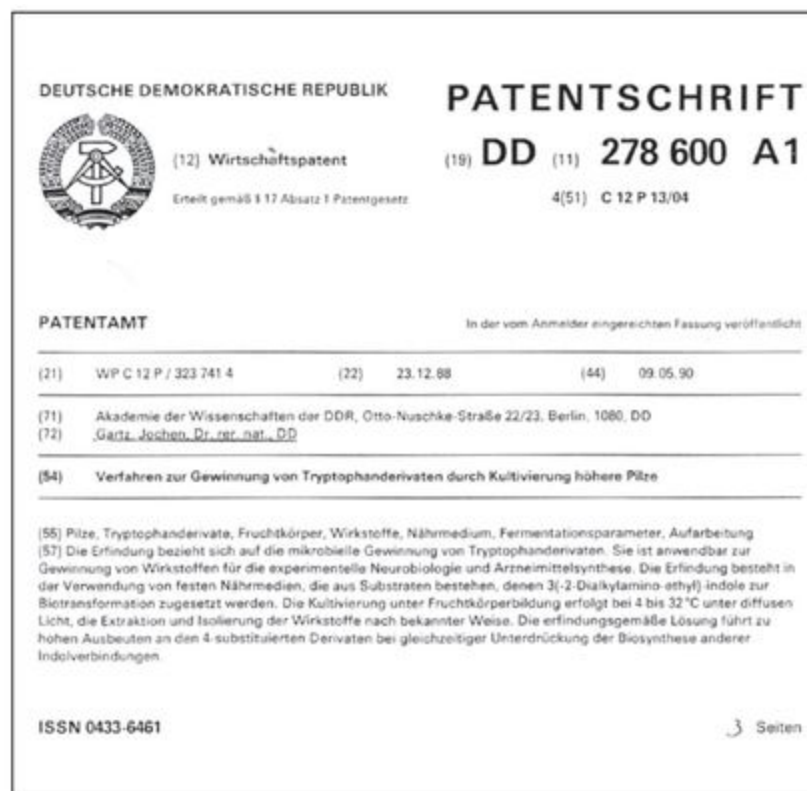 DEUTSCHE DEMOKRATISCHE REPUBLIK
PATENTSCHRIFT
(12) Wirtschaftspatent
(19) DD (11) 278 600 A1
Erteilt gemäß § 17 Absatz 1 Patentgesetz
4(51) C 12 P 13/04
PATENTAMT
In der vom Anmelder eingereichten Fassung veröffentlicht
(21) WP C 12 P / 323 741 4 (22) 23.12.88 (44) 09.05.90
(71) Akademie der Wissenschaften der DDR, Otto-Nuschke-Straße 22/23, Berlin, 1080, DD
(72) Gartz, Jochen, Dr. rer. nat., DD
(54) Verfahren zur Gewinnung von Tryptophanderivaten durch Kultivierung höhere Pilze
(55) Pilze, Tryptophanderivate, Fruchtkörper, Wirkstoffe, Nährmedium, Fermentationsparameter, Aufarbeitung
(57) Die Erfindung bezieht sich auf die mikrobielle Gewinnung von Tryptophanderivaten. Sie ist anwendbar zur
Gewinnung von Wirkstoffen für die experimentelle Neurobiologie und Arzneimittelsynthese. Die Erfindung besteht in
der Verwendung von festen Nährmedien, die aus Substraten bestehen, denen 3(-2-Dialkylamino-ethyl)-indole zur
Biotransformation zugesetzt werden. Die Kultivierung unter Fruchtkörperbildung erfolgt bei 4 bis 32°C unter diffusen
Licht, die Extraktion und Isolierung der Wirkstoffe nach bekannter Weise. Die erfindungsgemäße Lösung führt zu
hohen Ausbeuten an den 4-substituierten Derivaten bei gleichzeitiger Unterdrückung der Biosynthese anderer
Indolverbindungen.
ISSN 0433-6461
3 Seiten